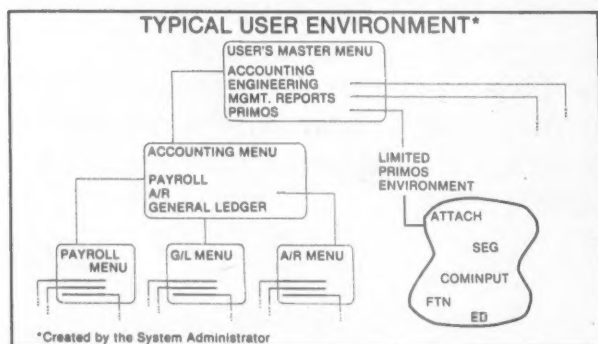 TYPICAL USER ENVIRONMENT*
USER'S MASTER MENU
ACCOUNTING
ENGINEERING
MGMT. REPORTS
PRIMOS
ACCOUNTING MENU
PAYROLL
A/R
GENERAL LEDGER
LIMITED
PRIMOS
ENVIRONMENT
PAYROLL
MENU
G/L MENU
A/R MENU
ATTACH
SEG
COMINPUT
FTN
ED
*Created by the System Administrator